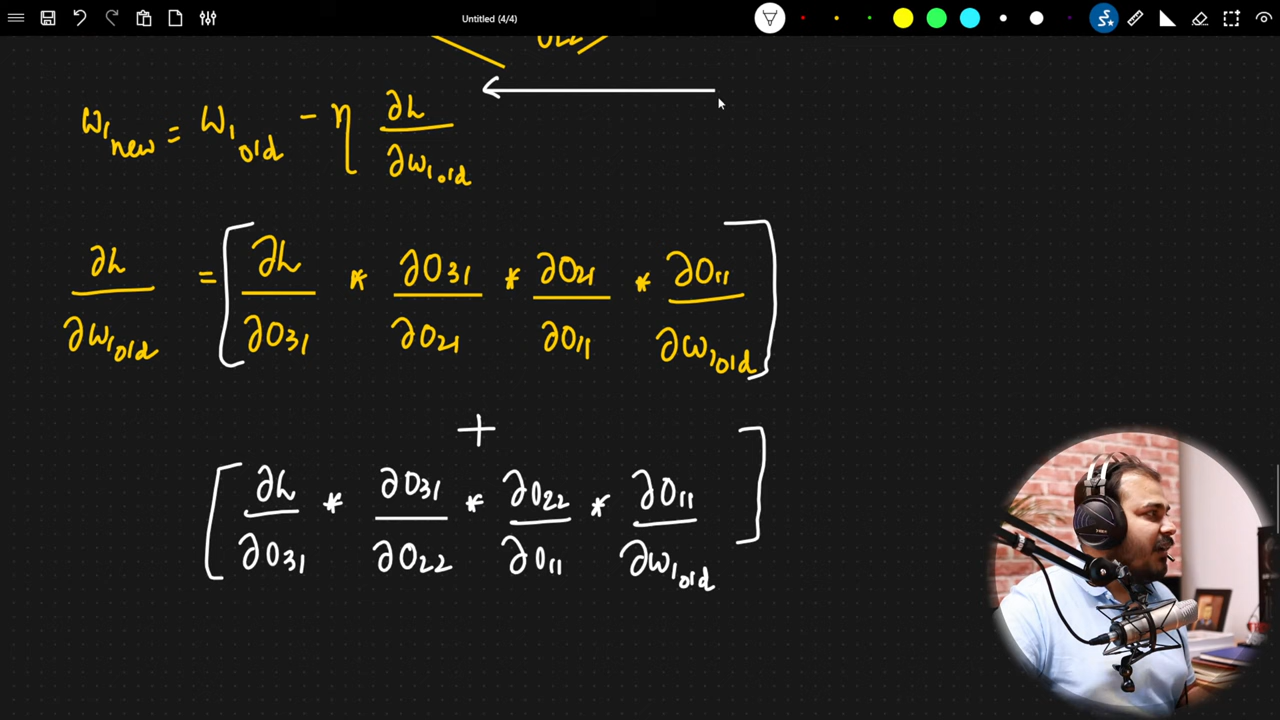 Untitled (4/4)
O22
W1new = W1old - η ∂L/∂W1old
∂L/∂W1old = [∂L/∂O31 * ∂O31/∂O21 * ∂O21/∂O11 * ∂O11/∂W1old]
+
[∂L/∂O31 * ∂O31/∂O22 * ∂O22/∂O11 * ∂O11/∂W1old]